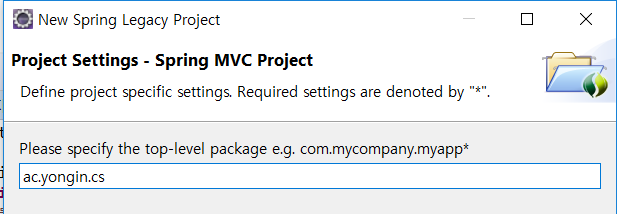 New Spring Legacy Project
Project Settings - Spring MVC Project
Define project specific settings. Required settings are denoted by "*".
Please specify the top-level package e.g. com.mycompany.myapp*
ac.yongin.cs